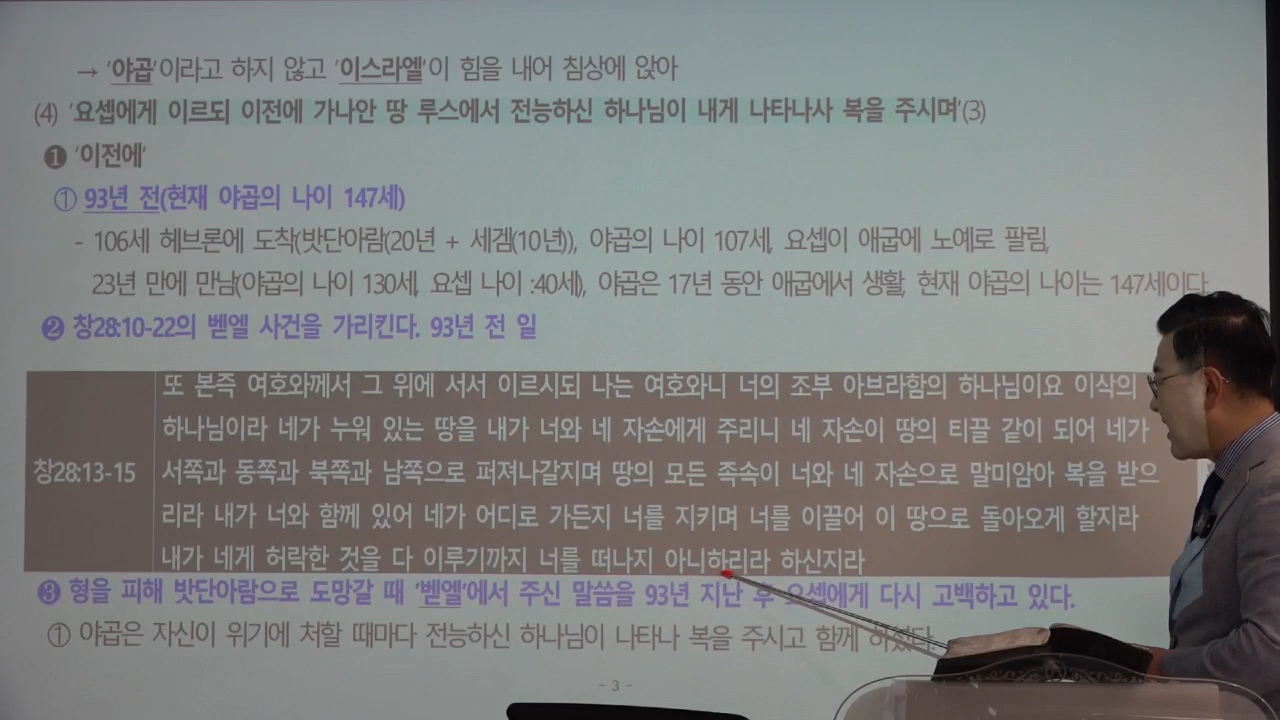 → '야곱'이라고 하지 않고 '이스라엘'이 힘을 내어 침상에 앉아
(4) '요셉에게 이르되 이전에 가나안 땅 루스에서 전능하신 하나님이 내게 나타나사 복을 주시며'(3)
❶ '이전에'
① 93년 전(현재 야곱의 나이 147세)
- 106세 헤브론에 도착(밧단아람(20년 + 세겜(10년)), 야곱의 나이 107세, 요셉이 애굽에 노예로 팔림,
23년 만에 만남(야곱의 나이 130세, 요셉 나이 :40세), 야곱은 17년 동안 애굽에서 생활, 현재 야곱의 나이는 147세이다.
❷ 창28:10-22의 벧엘 사건을 가리킨다. 93년 전 일
창28:13-15
또 본즉 여호와께서 그 위에 서서 이르시되 나는 여호와니 너의 조부 아브라함의 하나님이요 이삭의
하나님이라 네가 누워 있는 땅을 내가 너와 네 자손에게 주리니 네 자손이 땅의 티끌 같이 되어 네가
서쪽과 동쪽과 북쪽과 남쪽으로 퍼져나갈지며 땅의 모든 족속이 너와 네 자손으로 말미암아 복을 받으
리라 내가 너와 함께 있어 네가 어디로 가든지 너를 지키며 너를 이끌어 이 땅으로 돌아오게 할지라
내가 네게 허락한 것을 다 이루기까지 너를 떠나지 아니하리라 하신지라
❸ 형을 피해 밧단아람으로 도망갈 때 '벧엘'에서 주신 말씀을 93년 지난 후 요셉에게 다시 고백하고 있다.
① 야곱은 자신이 위기에 처할 때마다 전능하신 하나님이 나타나 복을 주시고 함께 하셨다.
- 3 -